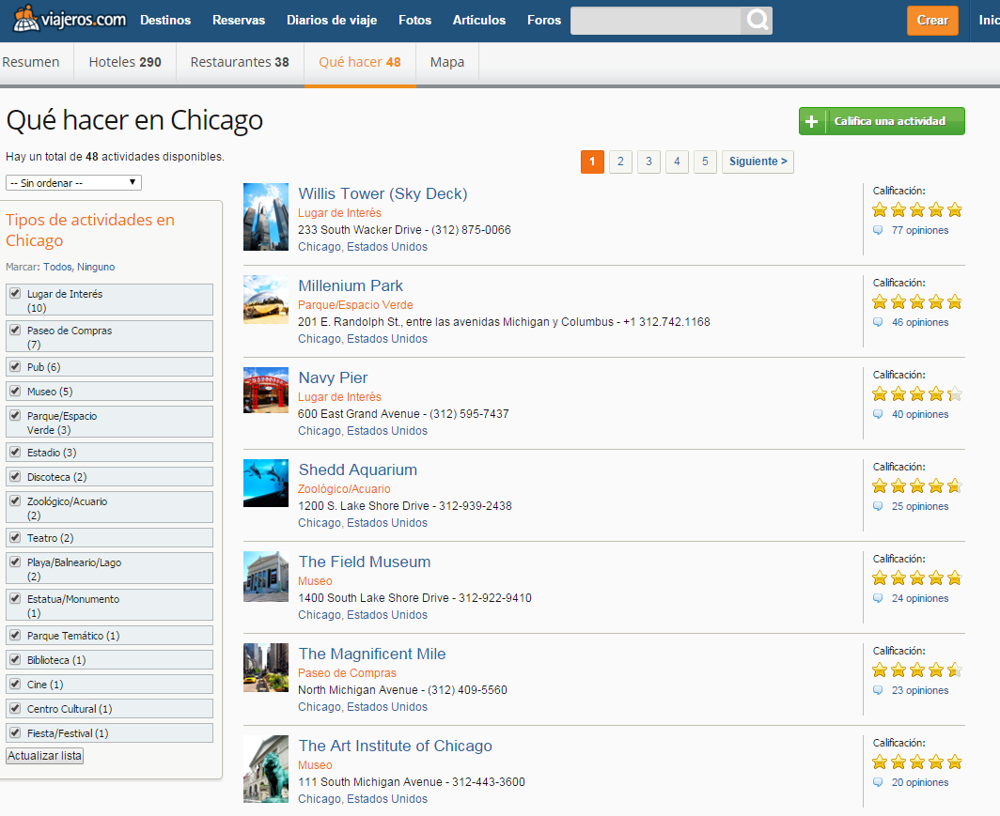 viajeros.com Destinos Reservas Diarios de viaje Fotos Artículos Foros Crear Inic
Resumen Hoteles 290 Restaurantes 38 Qué hacer 48 Mapa
Qué hacer en Chicago
Califica una actividad
Hay un total de 48 actividades disponibles.
1 2 3 4 5 Siguiente >
-- Sin ordenar --
Tipos de actividades en
Chicago
Marcar: Todos, Ninguno
Lugar de Interés
(10)
Paseo de Compras
(7)
Pub (6)
Museo (5)
Parque/Espacio
Verde (3)
Estadio (3)
Discoteca (2)
Zoológico/Acuario
(2)
Teatro (2)
Playa/Balneario/Lago
(2)
Estatua/Monumento
(1)
Parque Temático (1)
Biblioteca (1)
Cine (1)
Centro Cultural (1)
Fiesta/Festival (1)
Actualizar lista
Willis Tower (Sky Deck)
Lugar de Interés
233 South Wacker Drive - (312) 875-0066
Chicago, Estados Unidos
Calificación:
77 opiniones
Millenium Park
Parque/Espacio Verde
201 E. Randolph St., entre las avenidas Michigan y Columbus - +1 312.742.1168
Chicago, Estados Unidos
Calificación:
46 opiniones
Navy Pier
Lugar de Interés
600 East Grand Avenue - (312) 595-7437
Chicago, Estados Unidos
Calificación:
40 opiniones
Shedd Aquarium
Zoológico/Acuario
1200 S. Lake Shore Drive - 312-939-2438
Chicago, Estados Unidos
Calificación:
25 opiniones
The Field Museum
Museo
1400 South Lake Shore Drive - 312-922-9410
Chicago, Estados Unidos
Calificación:
24 opiniones
The Magnificent Mile
Paseo de Compras
North Michigan Avenue - (312) 409-5560
Chicago, Estados Unidos
Calificación:
23 opiniones
The Art Institute of Chicago
Museo
111 South Michigan Avenue - 312-443-3600
Chicago, Estados Unidos
Calificación:
20 opiniones